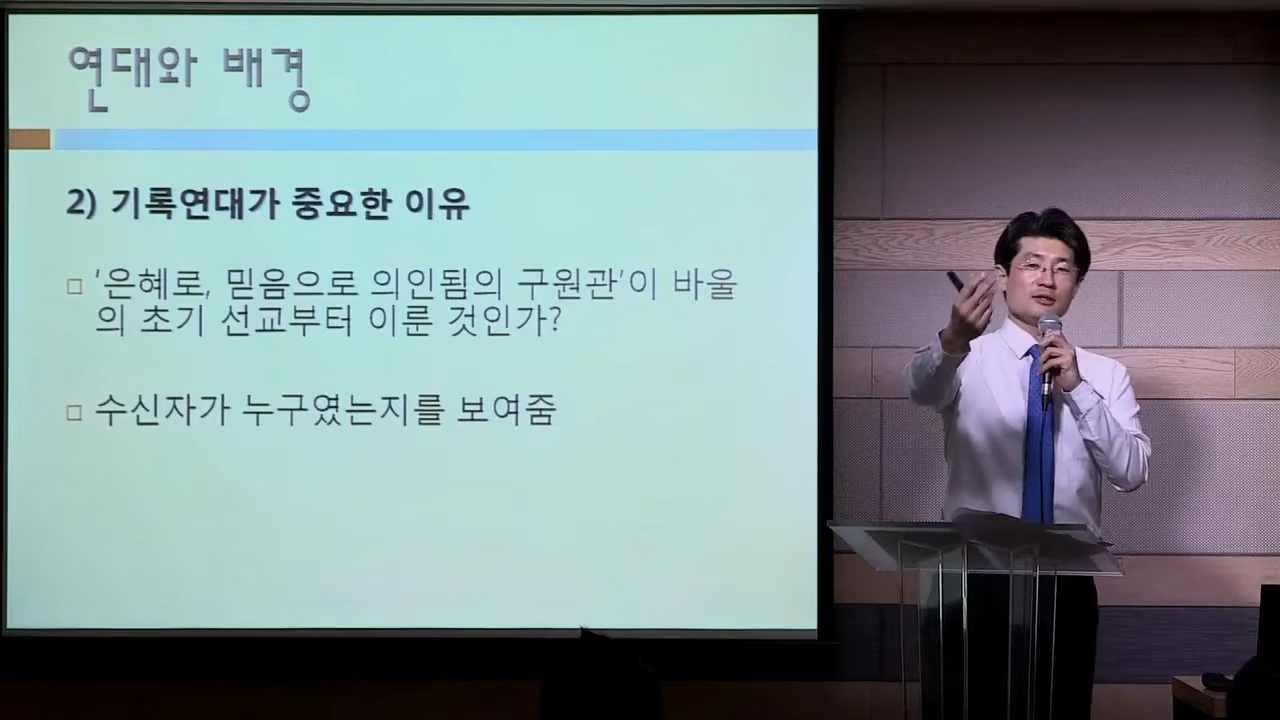 연대와 배경
2) 기록연대가 중요한 이유
'은혜로, 믿음으로 의인됨의 구원관'이 바울
의 초기 선교부터 이룬 것인가?
수신자가 누구였는지를 보여줌